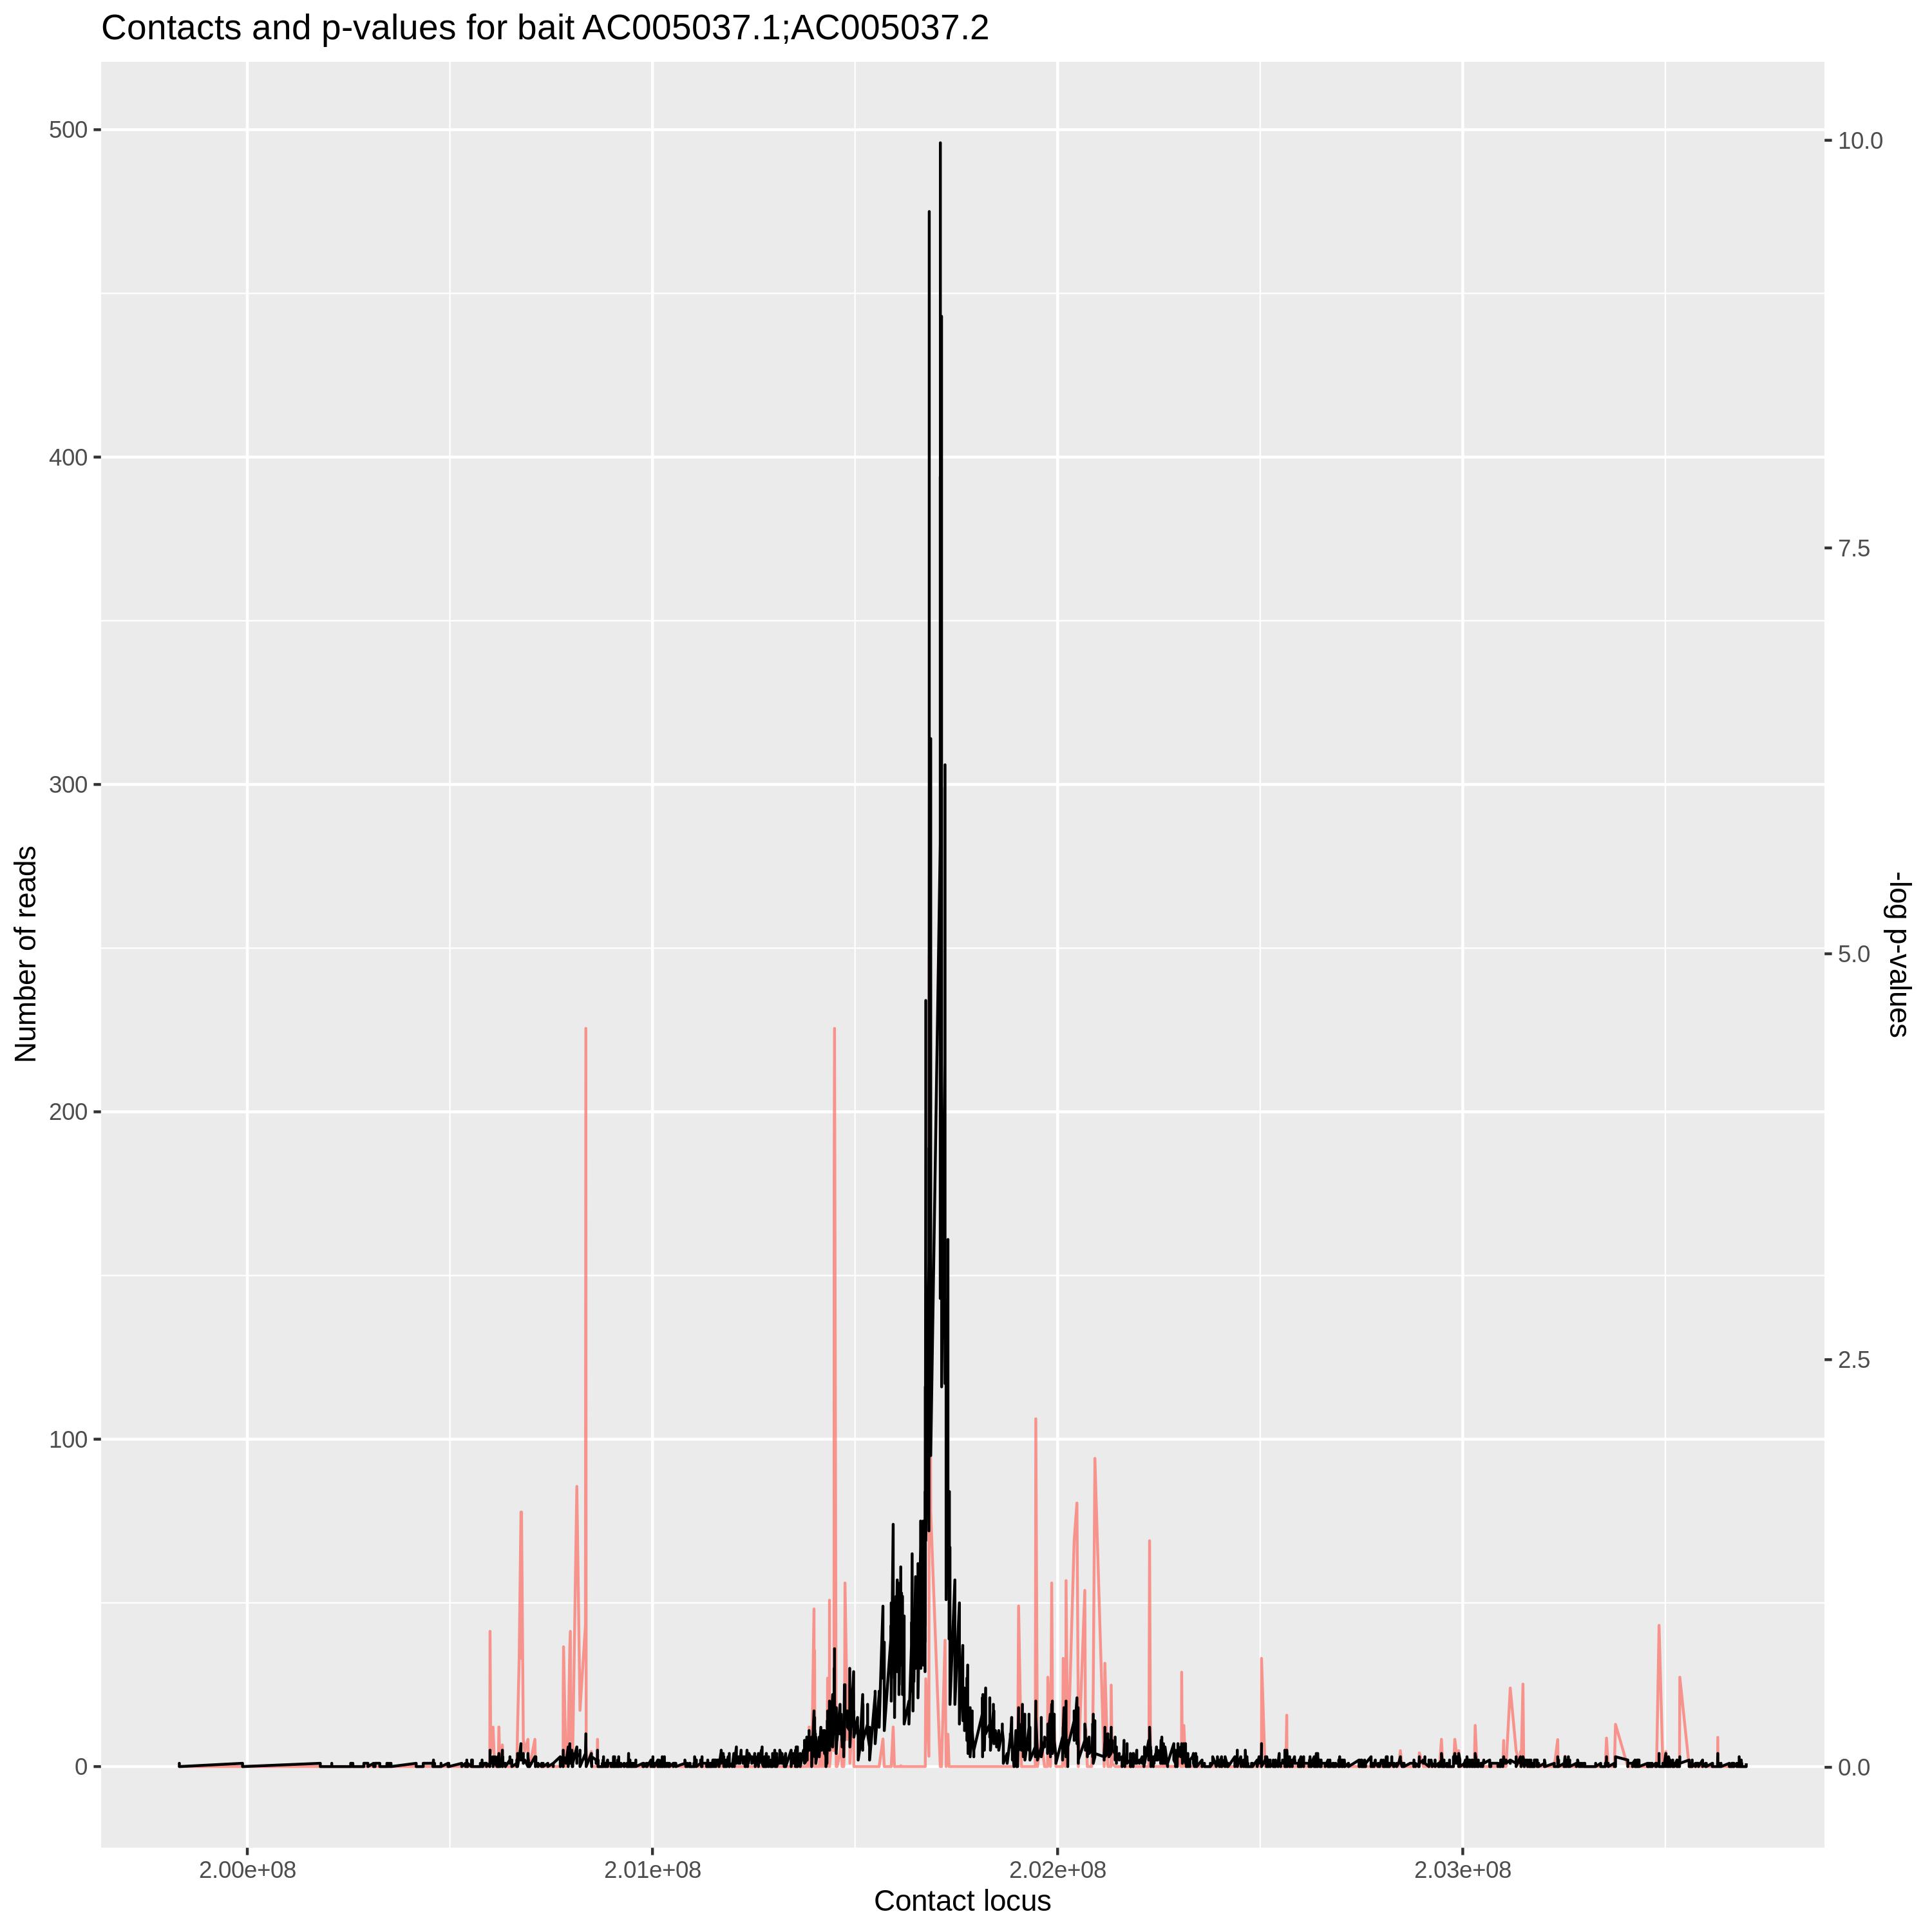 Contacts and p-values for bait AC005037.1;AC005037.2
500
400
300
200
100
0
Number of reads
10.0
7.5
5.0
2.5
0.0
-log p-values
2.00e+08
2.01e+08
2.02e+08
2.03e+08
Contact locus